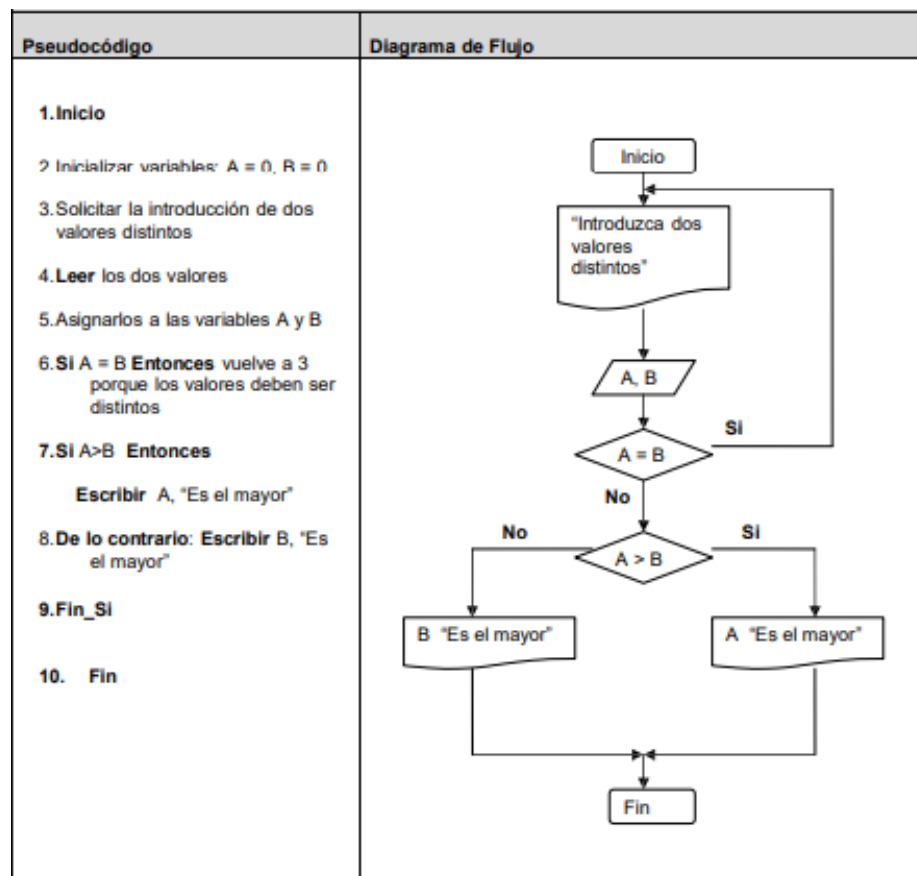 Pseudocódigo
Diagrama de Flujo
1.Inicio
2.Inicializar variables: A = 0, B = 0
3.Solicitar la introducción de dos
valores distintos
4.Leer los dos valores
5.Asignarlos a las variables A y B
6.Si A = B Entonces vuelve a 3
porque los valores deben ser
distintos
7.Si A>B Entonces
Escribir A, “Es el mayor”
8.De lo contrario: Escribir B, “Es
el mayor”
9.Fin_Si
10. Fin
Inicio
“Introduzca dos
valores
distintos”
A, B
Si
A = B
No
No
Si
A > B
B “Es el mayor”
A “Es el mayor”
Fin